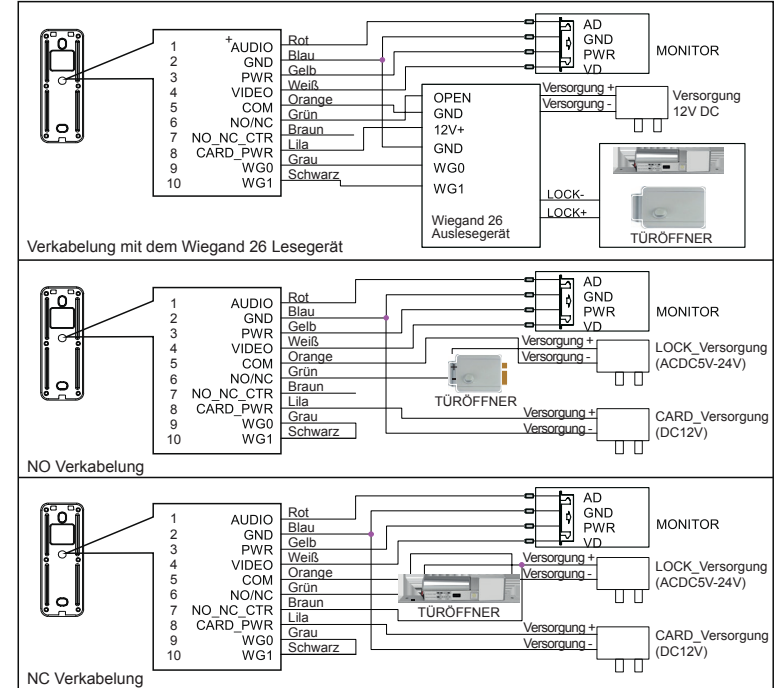 1 +AUDIO Rot
2 GND Blau
3 PWR Gelb
4 VIDEO Weiß
5 COM Orange
6 NO/NC Grün
7 NO_NC_CTR Braun
8 CARD_PWR Lila
9 WG0 Grau
10 WG1 Schwarz
AD
GND
PWR
VD
MONITOR
OPEN
GND
12V+
GND
WG0
WG1
Wiegand 26
Auslesegerät
Versorgung +
Versorgung -
Versorgung
12V DC
LOCK-
LOCK+
TÜRÖFFNER
Verkabelung mit dem Wiegand 26 Lesegerät
1 AUDIO Rot
2 GND Blau
3 PWR Gelb
4 VIDEO Weiß
5 COM Orange
6 NO/NC Grün
7 NO_NC_CTR Braun
8 CARD_PWR Lila
9 WG0 Grau
10 WG1 Schwarz
AD
GND
PWR
VD
MONITOR
Versorgung +
Versorgung -
LOCK_Versorgung
(ACDC5V-24V)
+
-
TÜRÖFFNER
Versorgung +
Versorgung -
CARD_Versorgung
(DC12V)
NO Verkabelung
1 AUDIO Rot
2 GND Blau
3 PWR Gelb
4 VIDEO Weiß
5 COM Orange
6 NO/NC Grün
7 NO_NC_CTR Braun
8 CARD_PWR Lila
9 WG0 Grau
10 WG1 Schwarz
AD
GND
PWR
VD
MONITOR
Versorgung +
Versorgung -
LOCK_Versorgung
(ACDC5V-24V)
TÜRÖFFNER
Versorgung +
Versorgung -
CARD_Versorgung
(DC12V)
NC Verkabelung